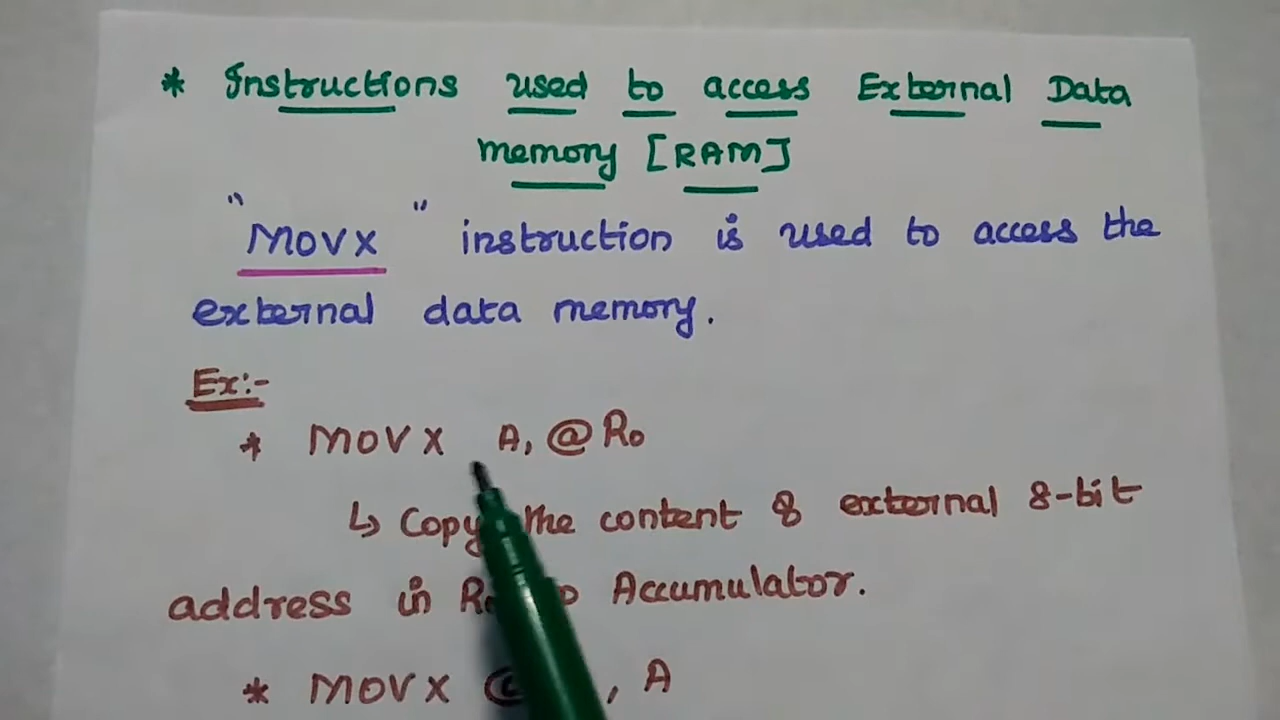 * Instructions used to access External Data
memory [RAM]
"MOVX" instruction is used to access the
external data memory.
Ex:-
* MOVX A, @R0
↳ Copy the content of external 8-bit
address in Accumulator.
* MOVX , A